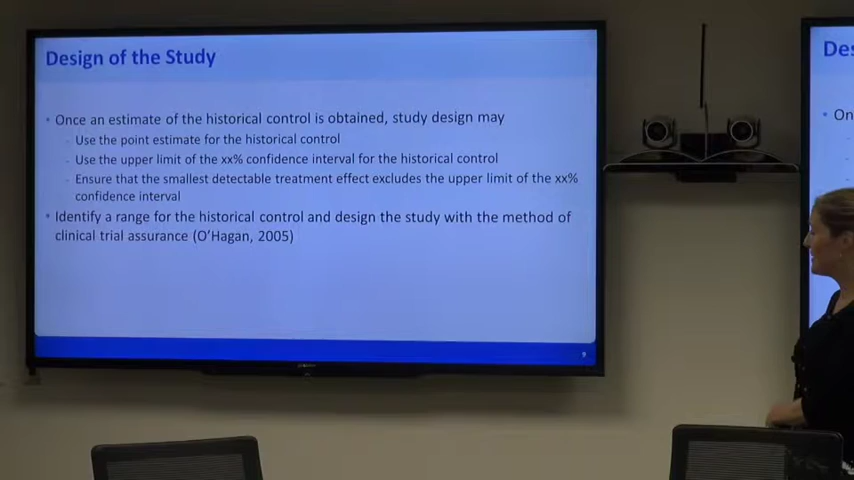 Design of the Study
• Once an estimate of the historical control is obtained, study design may
- Use the point estimate for the historical control
- Use the upper limit of the xx% confidence interval for the historical control
- Ensure that the smallest detectable treatment effect excludes the upper limit of the xx%
confidence interval
• Identify a range for the historical control and design the study with the method of
clinical trial assurance (O'Hagan, 2005)
9
Des
• On